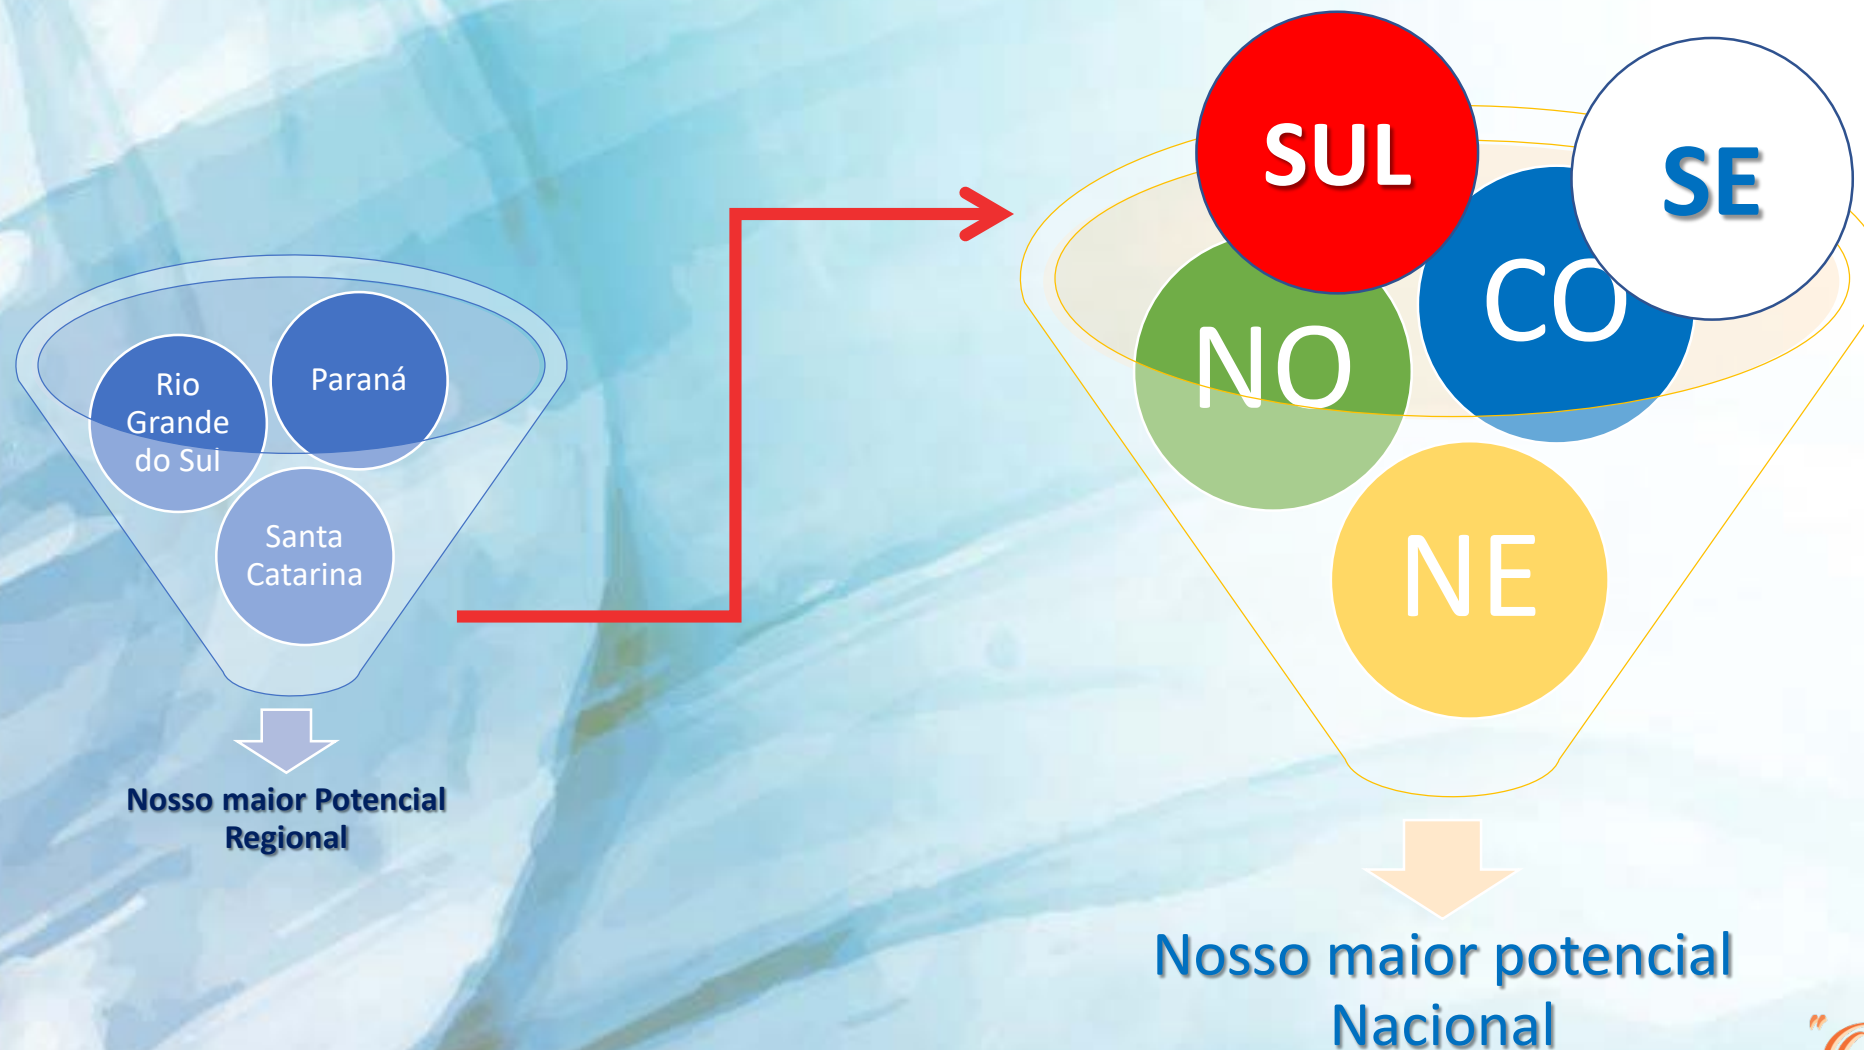 Rio
Grande
do Sul
Paraná
Santa
Catarina
Nosso maior Potencial
Regional
SUL
SE
NO
CO
NE
Nosso maior potencial
Nacional
"